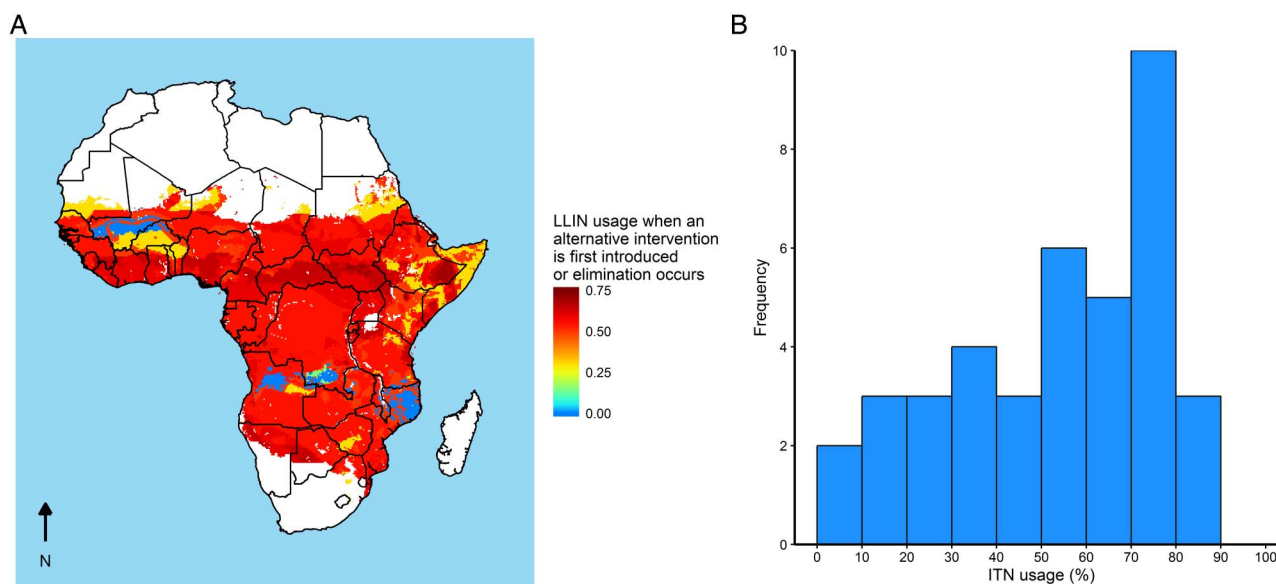 A
LLIN usage when an
alternative intervention
is first introduced
or elimination occurs
0.75
0.50
0.25
0.00
N
B
10
8
6
4
2
Frequency
0 10 20 30 40 50 60 70 80 90 100
ITN usage (%)